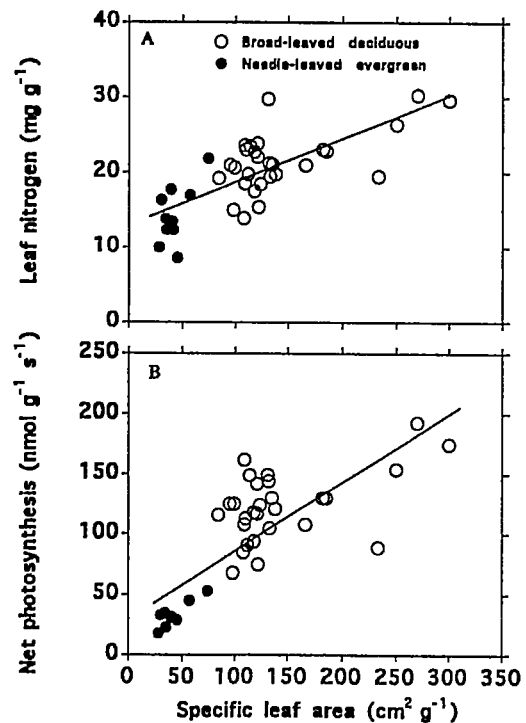 A
Broad-leaved deciduous
Needle-leaved evergreen
40
30
20
10
0
Leaf nitrogen (mg g⁻¹)
B
250
200
150
100
50
0
Net photosynthesis (nmol g⁻¹ s⁻¹)
0 50 100 150 200 250 300 350
Specific leaf area (cm² g⁻¹)